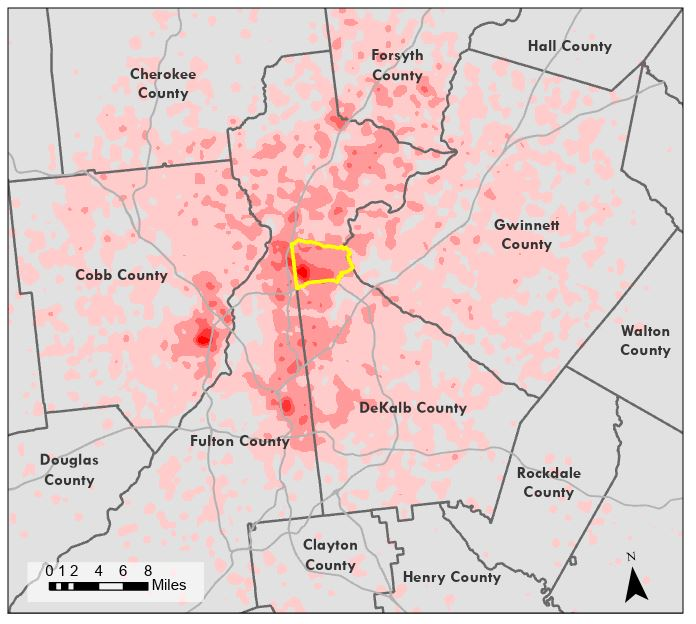 Hall County
Forsyth
County
Cherokee
County
Gwinnett
County
Cobb County
Walton
County
DeKalb County
Fulton County
Douglas
County
Rockdale
County
Clayton
County
Henry County
N
0 1 2 4 6 8
Miles